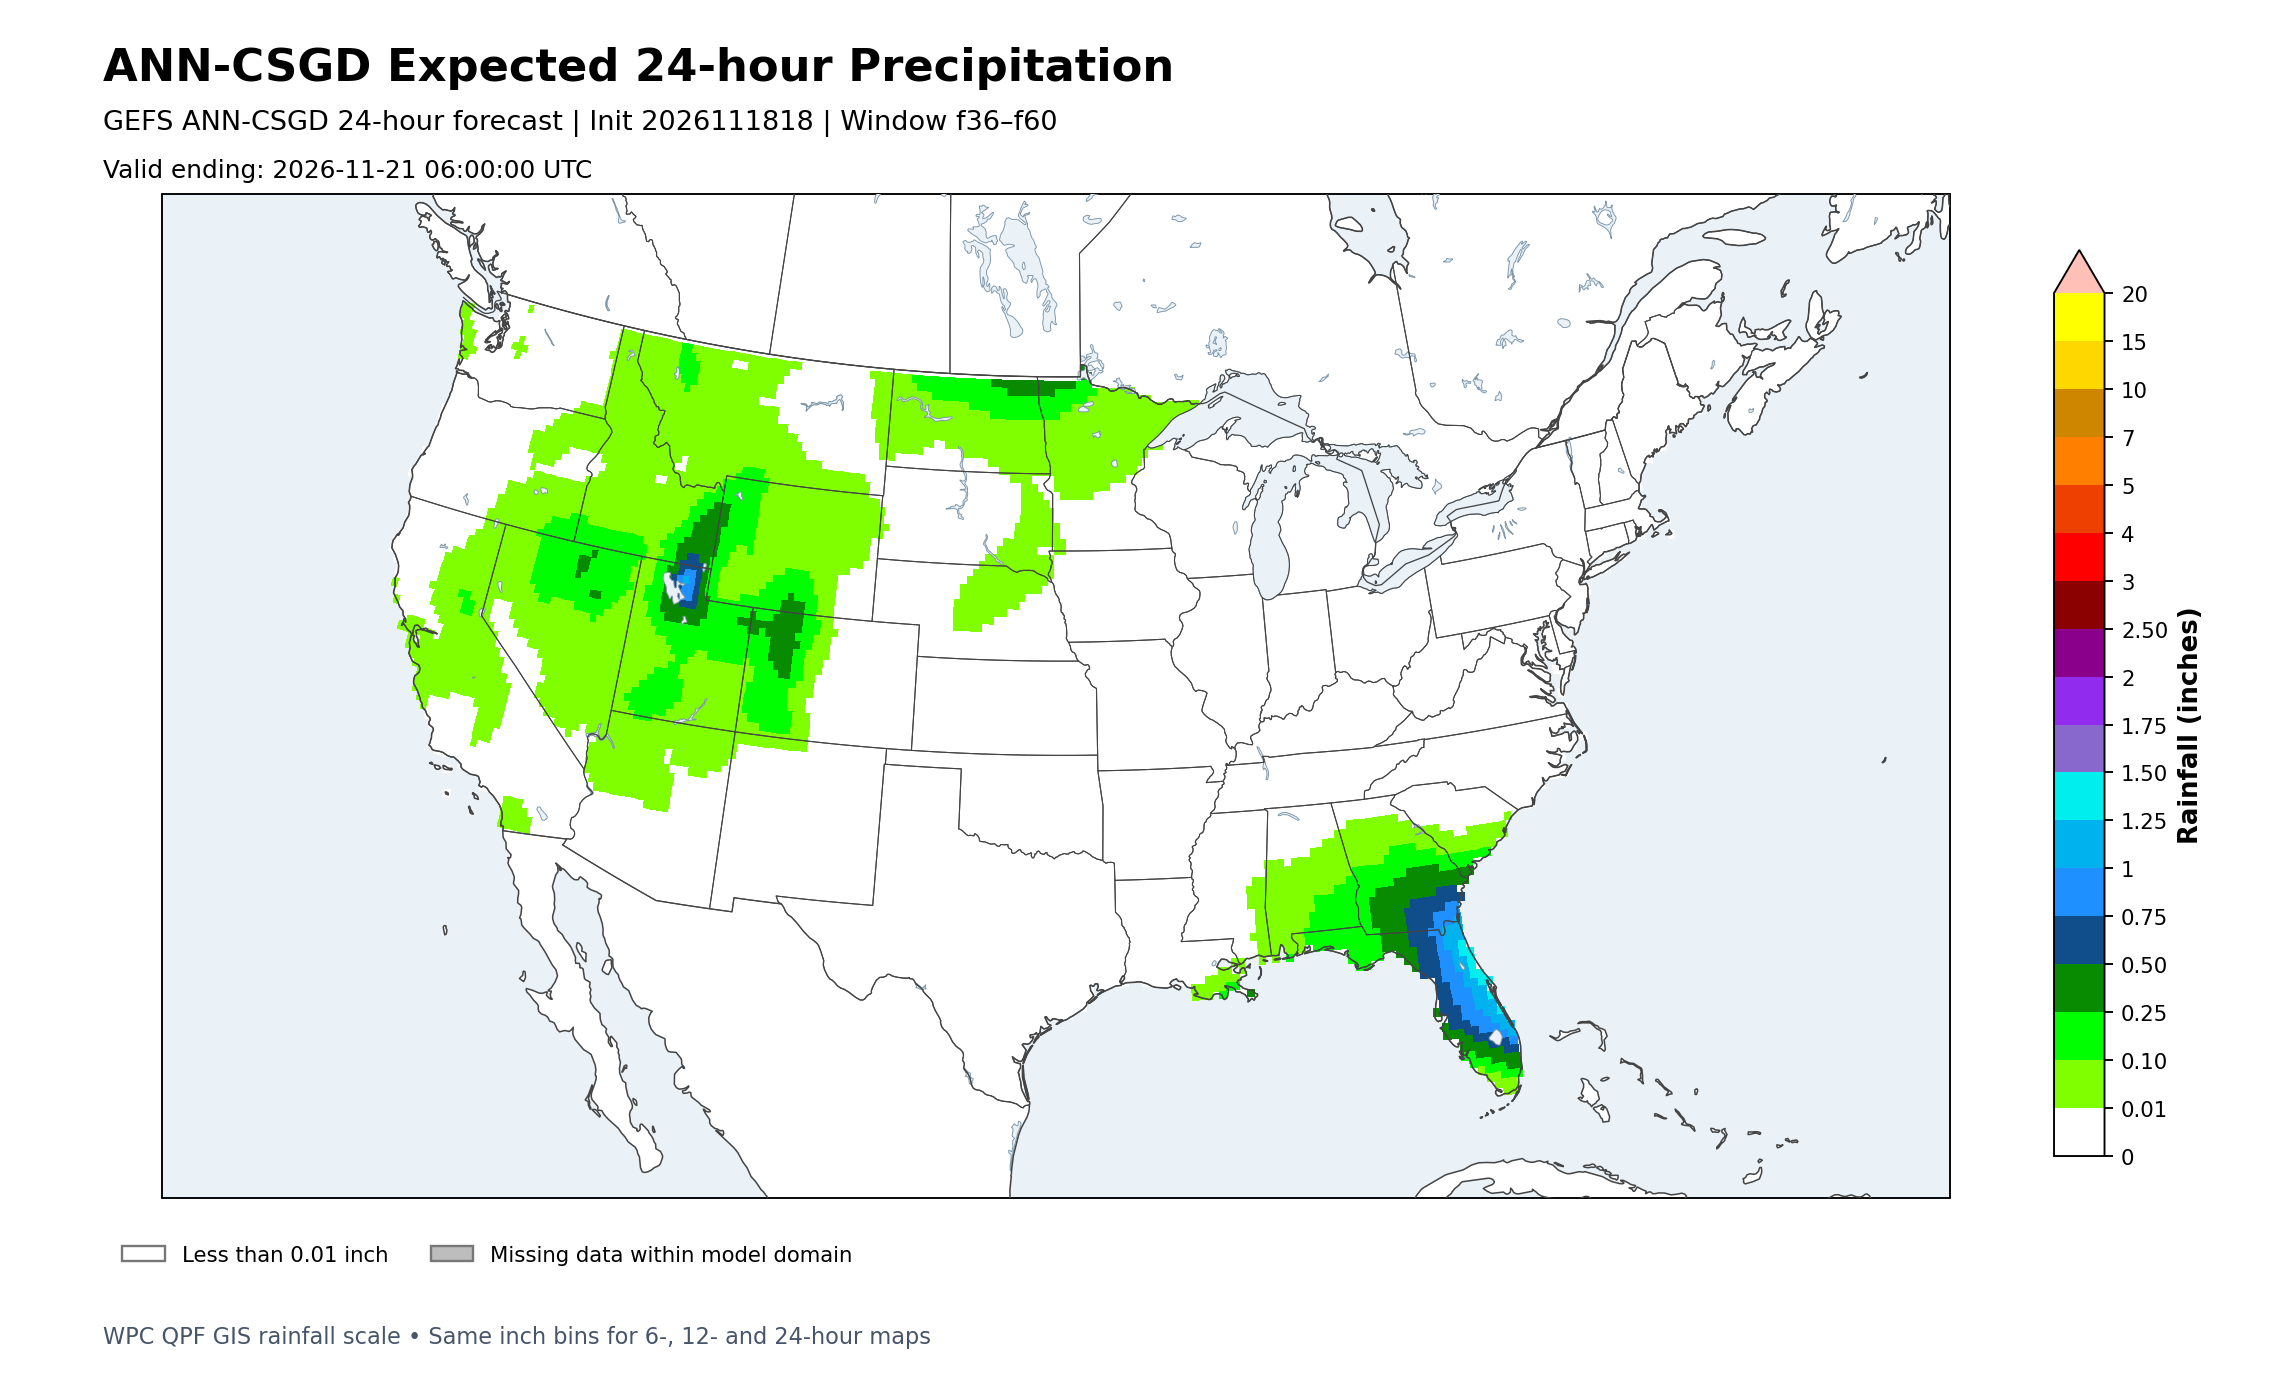 ANN-CSGD Expected 24-hour Precipitation
GEFS ANN-CSGD 24-hour forecast | Init 2026111818 | Window f36–f60
Valid ending: 2026-11-21 06:00:00 UTC
20
15
10
7
5
4
3
2.50
2
1.75
1.50
1.25
1
0.75
0.50
0.25
0.10
0.01
0
Rainfall (inches)
Less than 0.01 inch
Missing data within model domain
WPC QPF GIS rainfall scale • Same inch bins for 6-, 12- and 24-hour maps